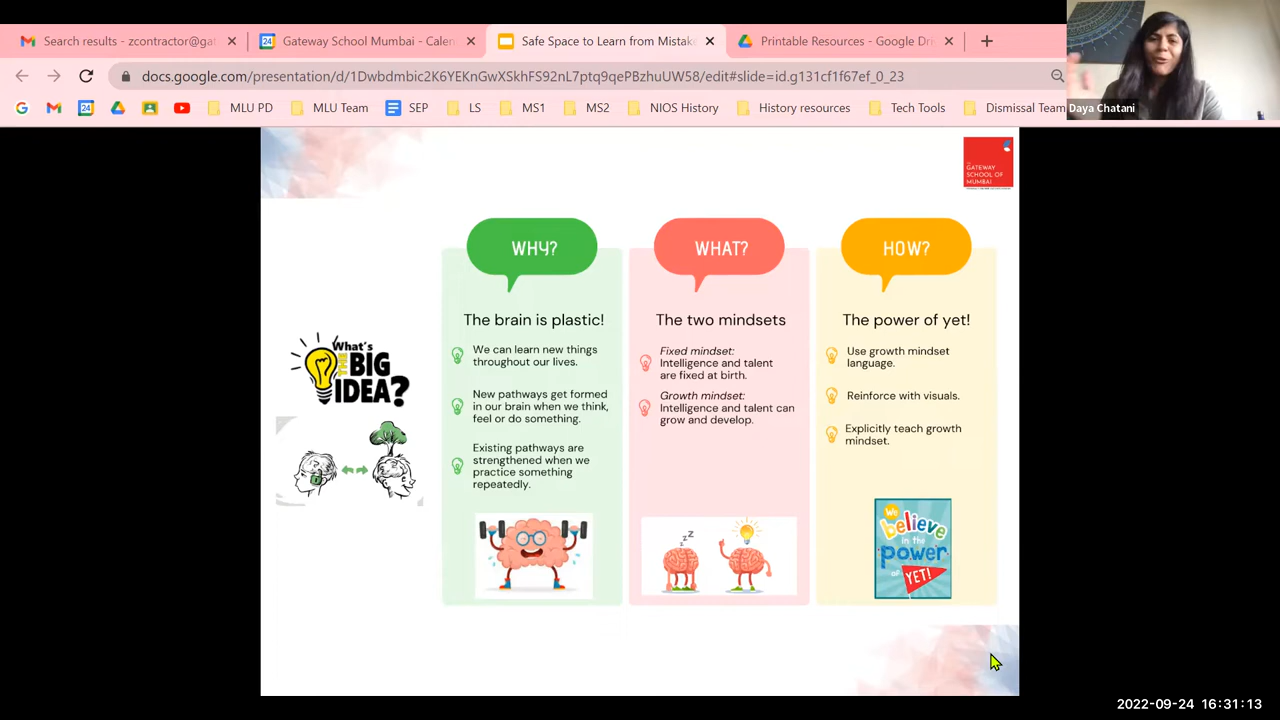 Search results - zcontractor@gat
Gateway School Mumbai - Calen
Safe Space to Learn from Mistak
Printable Resources - Google Dri
docs.google.com/presentation/d/1Dwbdmbic2K6YEKnGwXSkhFS92nL7ptq9qePBzhuUW58/edit#slide=id.g131cf1f67ef_0_23
MLU PD
MLU Team
SEP
LS
MS1
MS2
NIOS History
History resources
Tech Tools
Dismissal Team
Daya Chatani
THE
GATEWAY
SCHOOL OF
MUMBAI
What's
THE
BIG
IDEA?
WHY?
The brain is plastic!
We can learn new things
throughout our lives.
New pathways get formed
in our brain when we think,
feel or do something.
Existing pathways are
strengthened when we
practice something
repeatedly.
WHAT?
The two mindsets
Fixed mindset:
Intelligence and talent
are fixed at birth.
Growth mindset:
Intelligence and talent can
grow and develop.
z z z
HOW?
The power of yet!
Use growth mindset
language.
Reinforce with visuals.
Explicitly teach growth
mindset.
We
believe
in the
power
of
YET!
2022-09-24 16:31:13